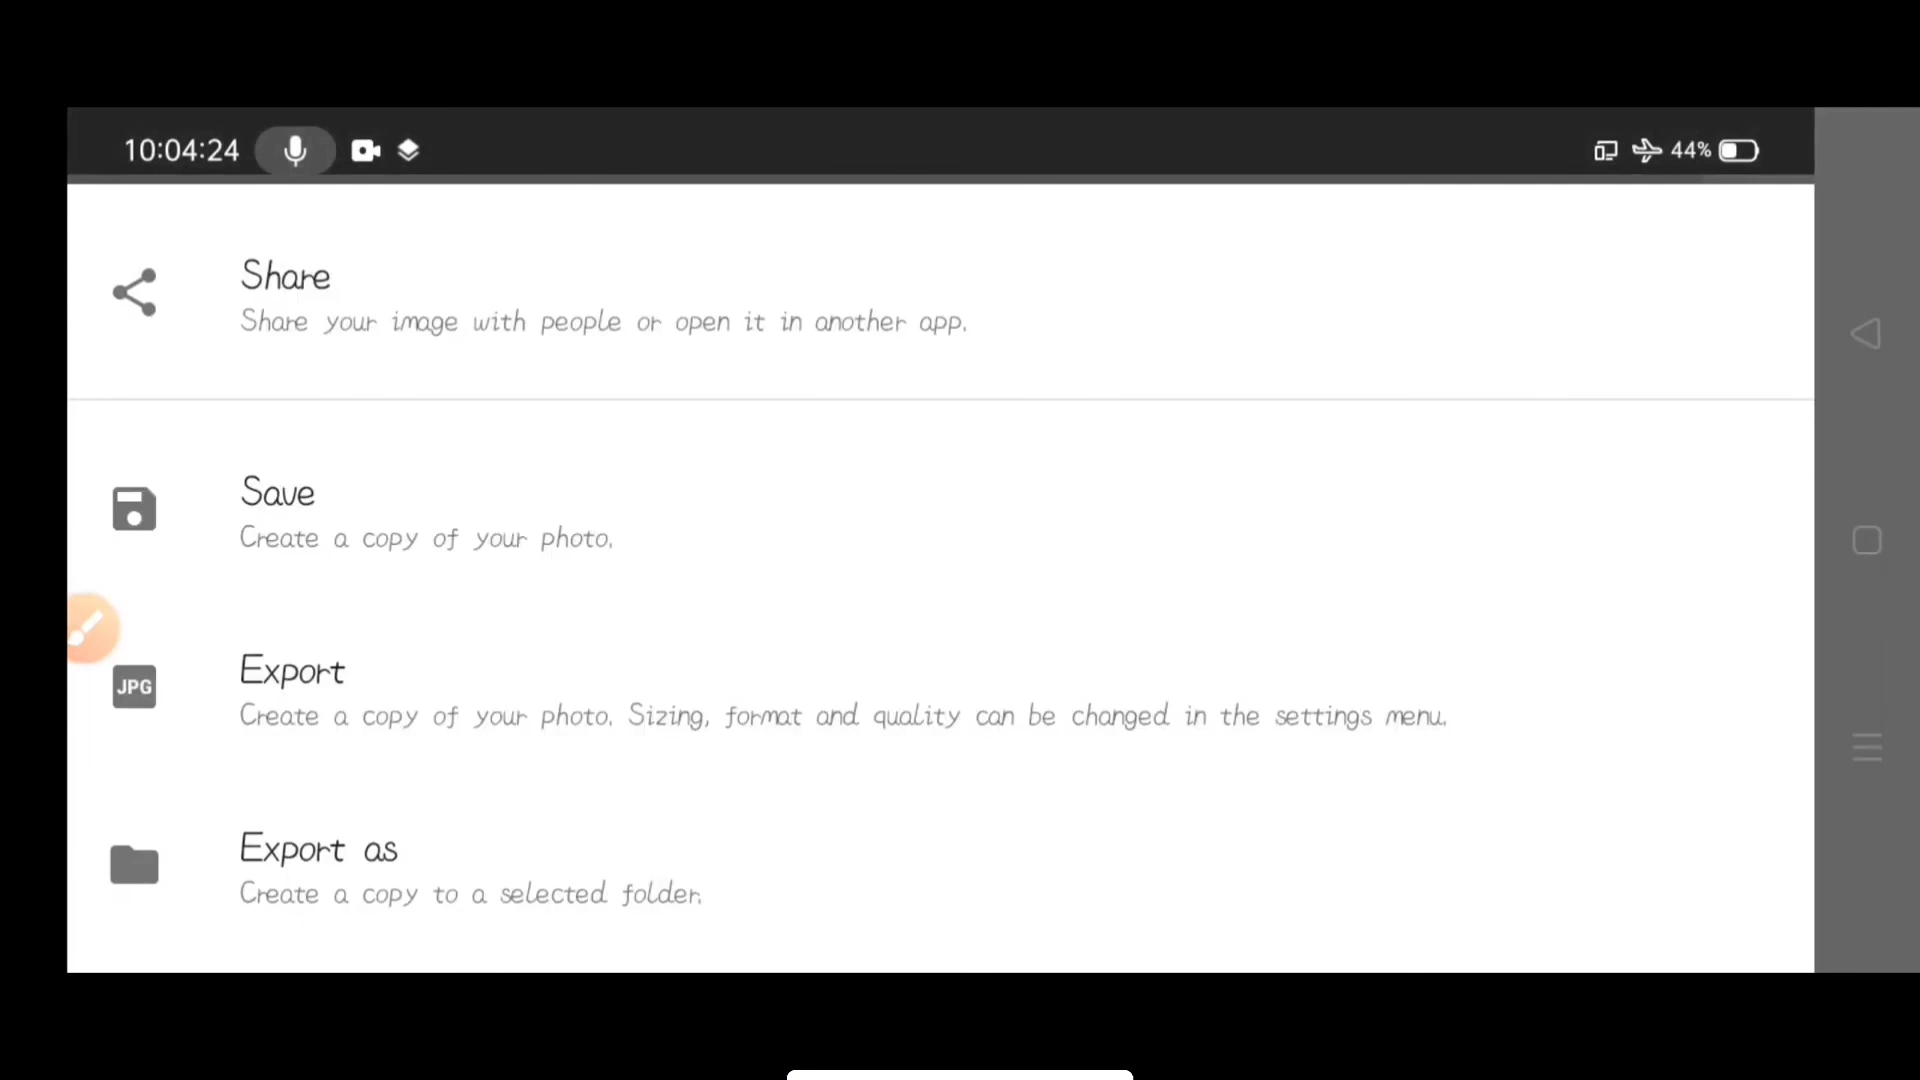 10:04:24 44%
Share
Share your image with people or open it in another app.
Save
Create a copy of your photo.
JPG
Export
Create a copy of your photo. Sizing, format and quality can be changed in the settings menu.
Export as
Create a copy to a selected folder.